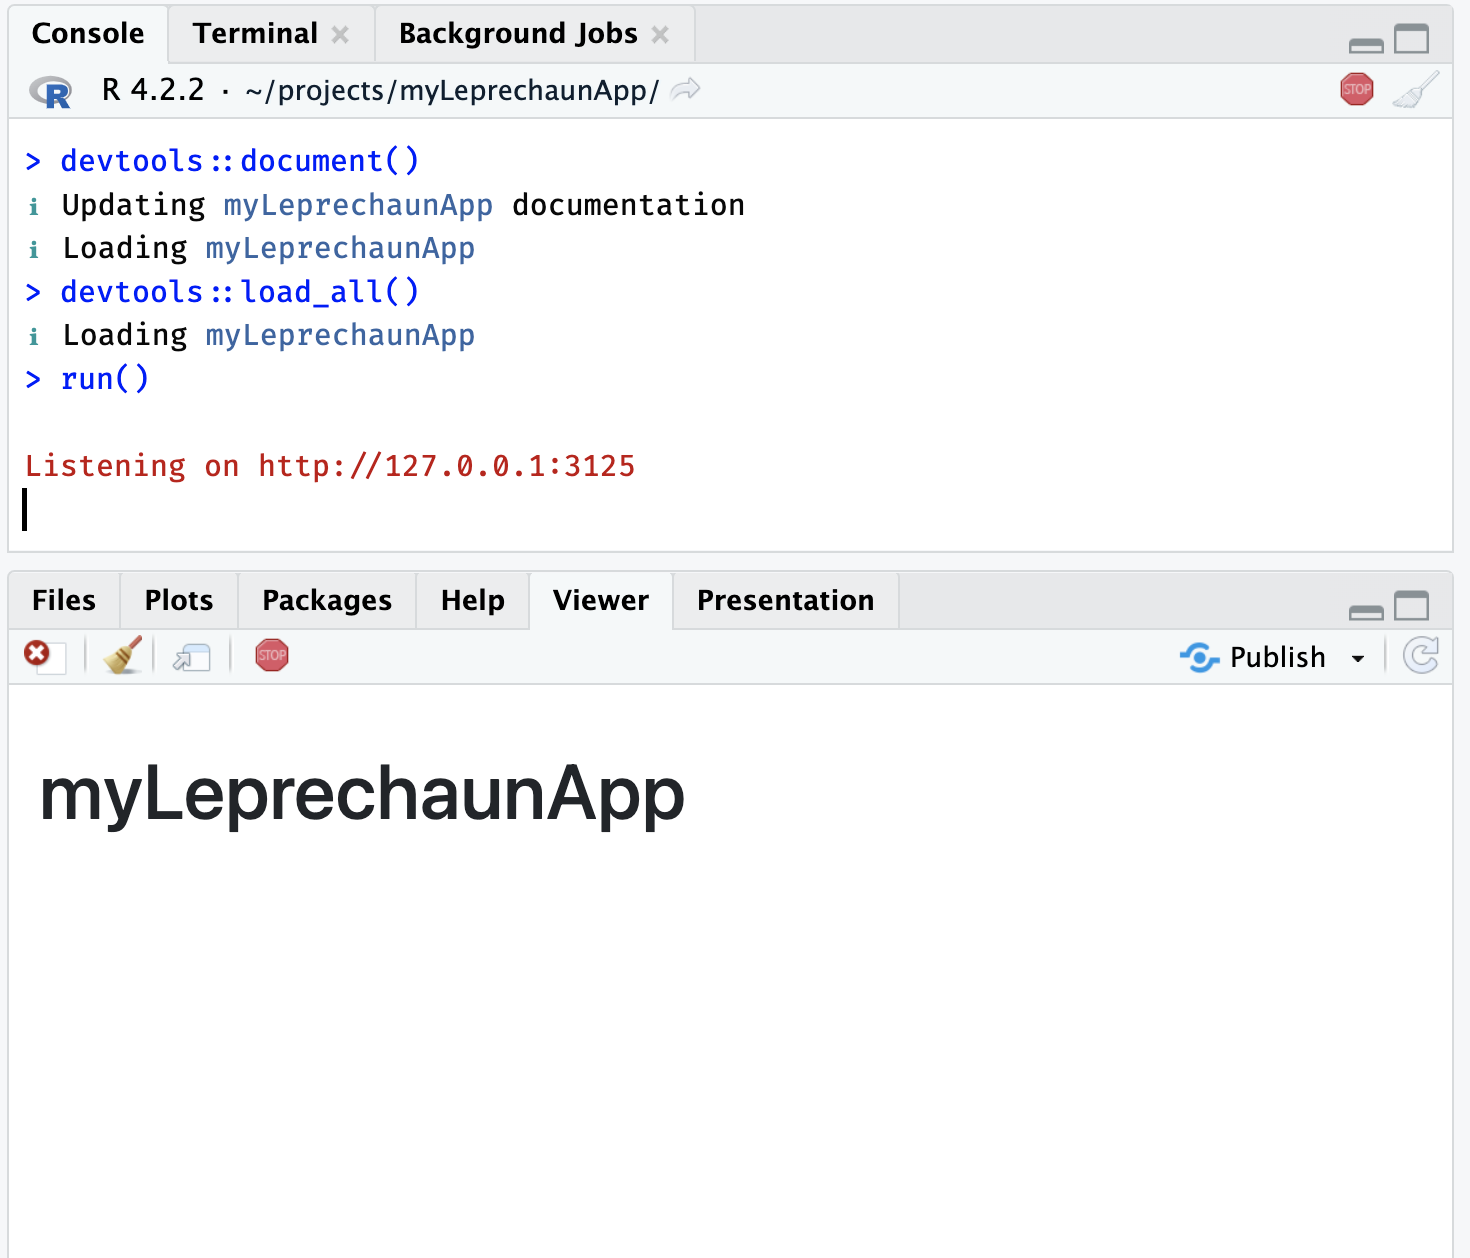 Console Terminal Background Jobs
R R 4.2.2 · ~/projects/myLeprechaunApp/ STOP
> devtools::document()
i Updating myLeprechaunApp documentation
i Loading myLeprechaunApp
> devtools::load_all()
i Loading myLeprechaunApp
> run()
Listening on http://127.0.0.1:3125
Files Plots Packages Help Viewer Presentation
STOP Publish
myLeprechaunApp